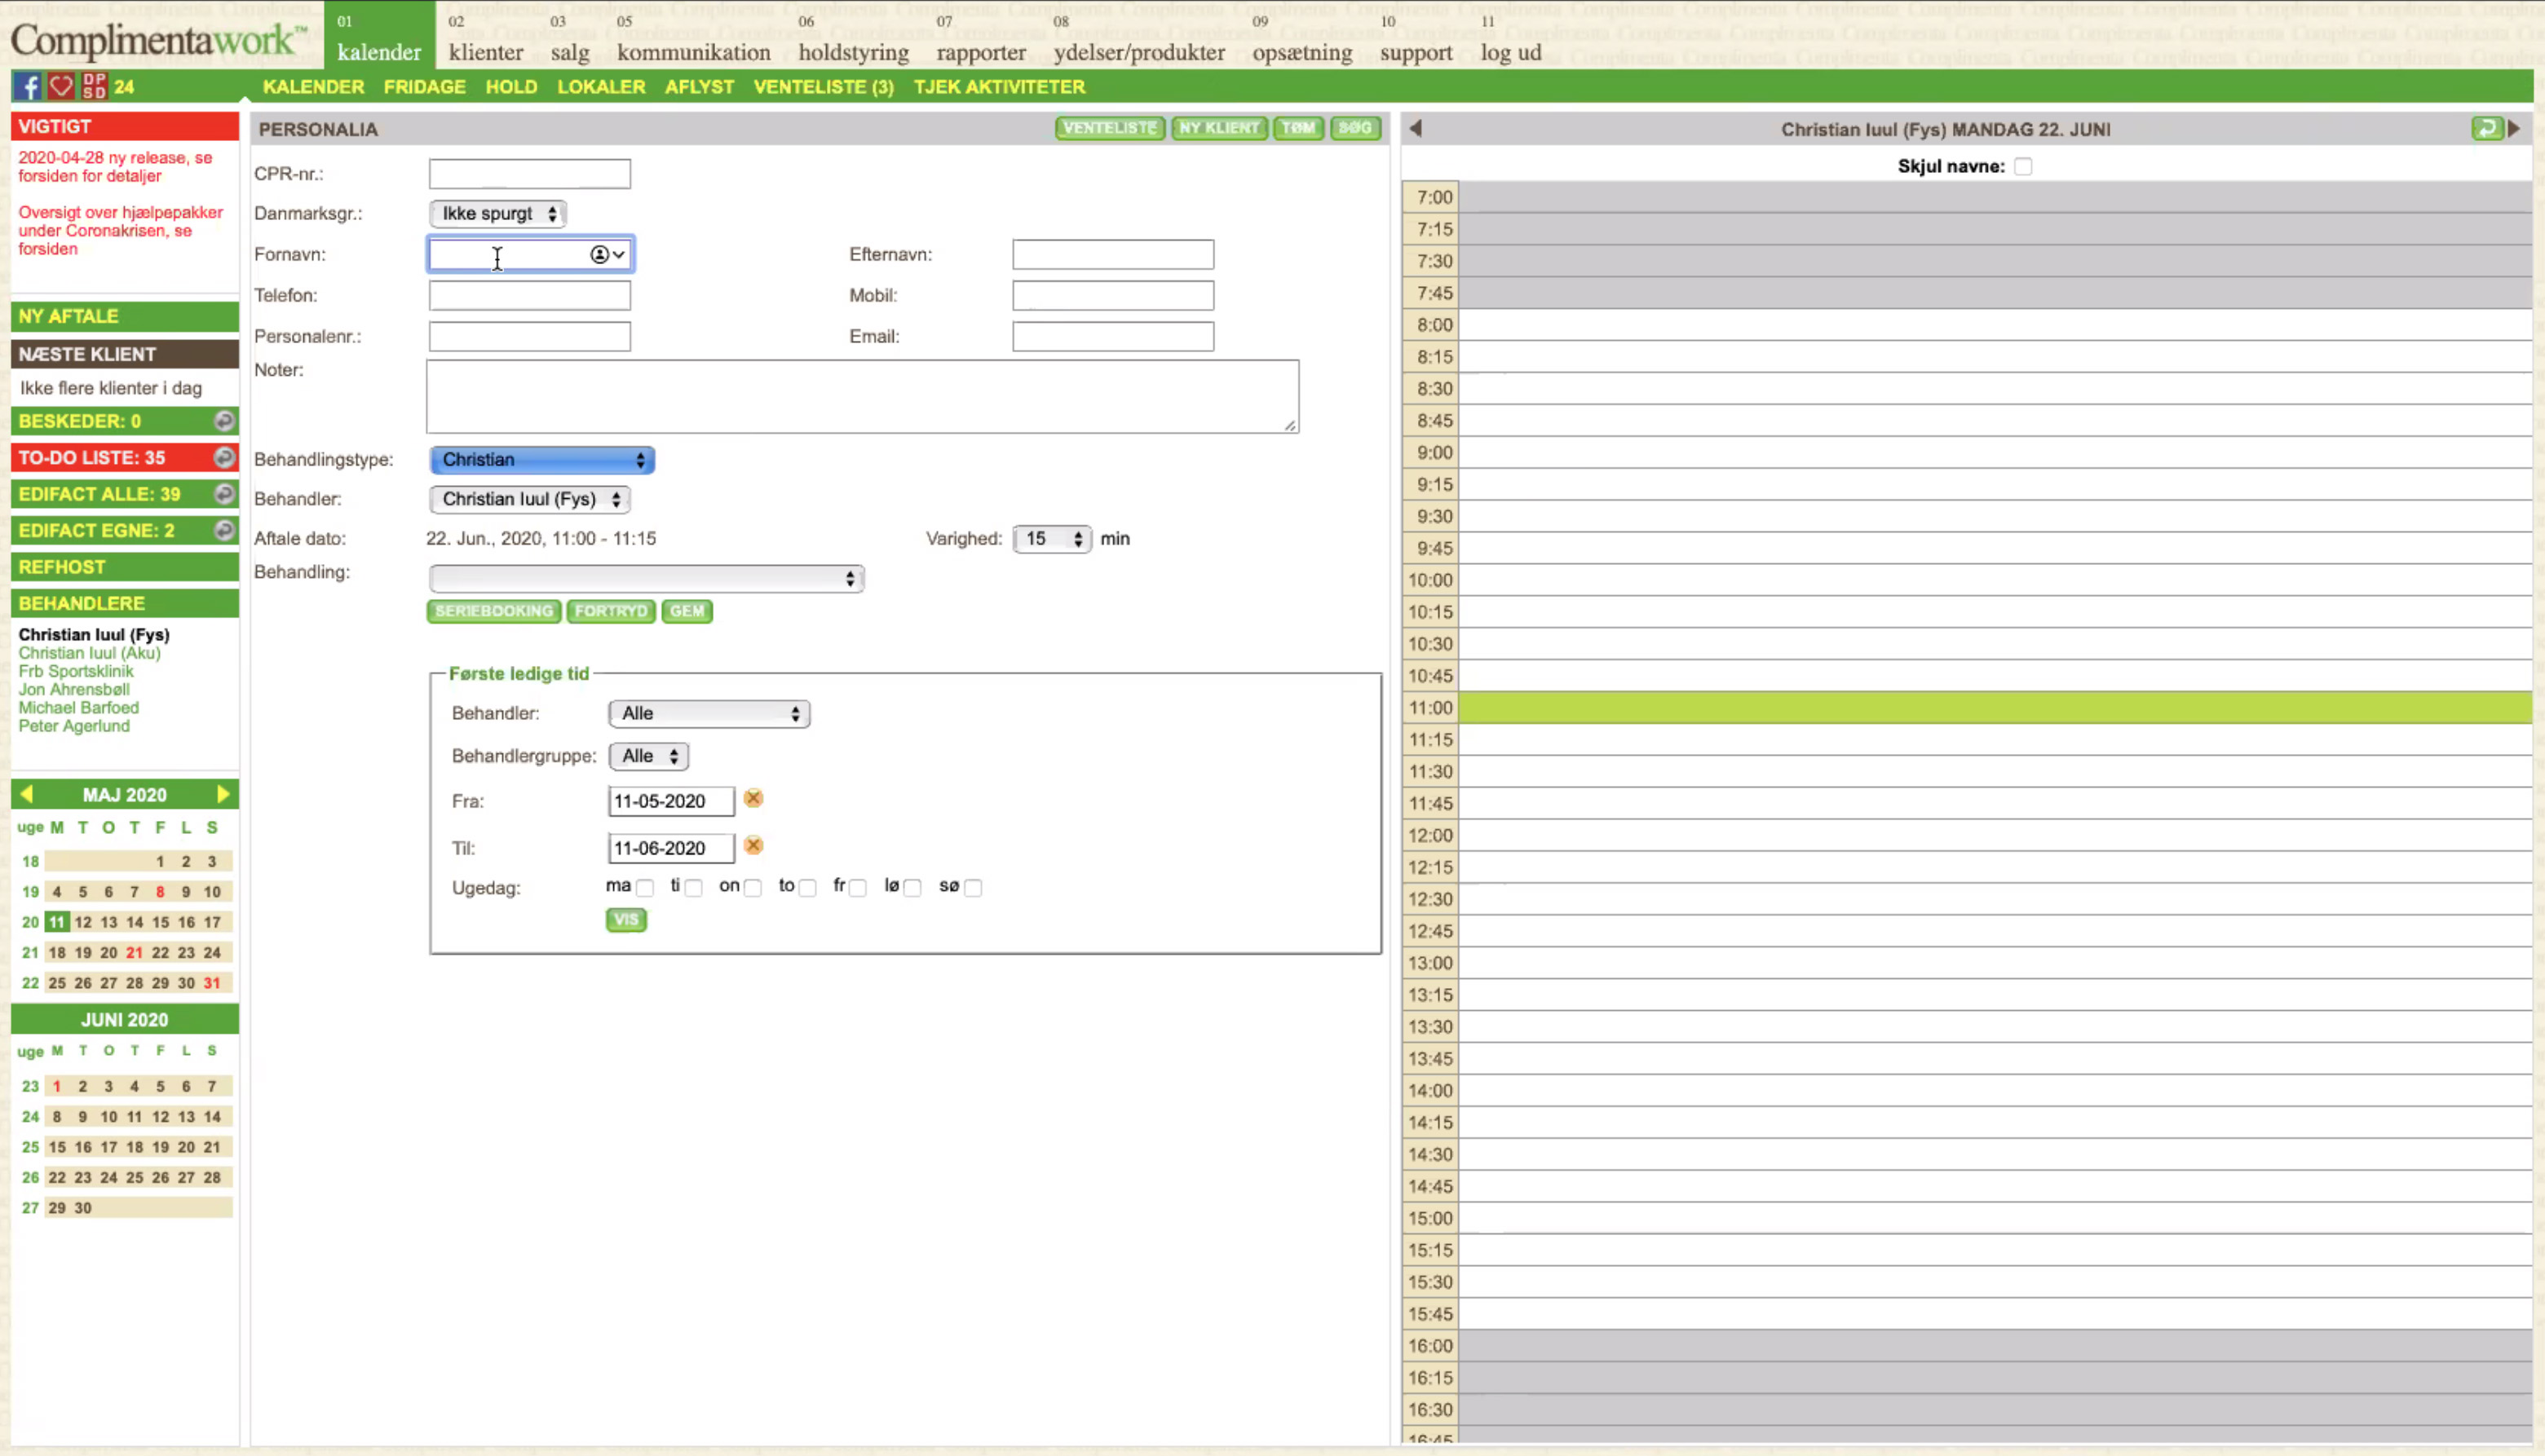 Complimentawork™
01 02 03 05 06 07 08 09 10 11
kalender klienter salg kommunikation holdstyring rapporter ydelser/produkter opsætning support log ud
f DP SD 24
KALENDER FRIDAGE HOLD LOKALER AFLYST VENTELISTE (3) TJEK AKTIVITETER
VIGTIGT
2020-04-28 ny release, se
forsiden for detaljer
Oversigt over hjælpepakker
under Coronakrisen, se
forsiden
NY AFTALE
NÆSTE KLIENT
Ikke flere klienter i dag
BESKEDER: 0
TO-DO LISTE: 35
EDIFACT ALLE: 39
EDIFACT EGNE: 2
REFHOST
BEHANDLERE
Christian Iuul (Fys)
Christian Iuul (Aku)
Frb Sportsklinik
Jon Ahrensbøll
Michael Barfoed
Peter Agerlund
MAJ 2020
uge M T O T F L S
18 1 2 3
19 4 5 6 7 8 9 10
20 11 12 13 14 15 16 17
21 18 19 20 21 22 23 24
22 25 26 27 28 29 30 31
JUNI 2020
uge M T O T F L S
23 1 2 3 4 5 6 7
24 8 9 10 11 12 13 14
25 15 16 17 18 19 20 21
26 22 23 24 25 26 27 28
27 29 30
PERSONALIA VENTELISTE NY KLIENT TØM SØG
CPR-nr.:
Danmarksgr.: Ikke spurgt
Fornavn: Efternavn:
Telefon: Mobil:
Personalenr.: Email:
Noter:
Behandlingstype: Christian
Behandler: Christian Iuul (Fys)
Aftale dato: 22. Jun., 2020, 11:00 - 11:15 Varighed: 15 min
Behandling:
SERIEBOOKING FORTRYD GEM
Første ledige tid
Behandler: Alle
Behandlergruppe: Alle
Fra: 11-05-2020
Til: 11-06-2020
Ugedag: ma ti on to fr lø sø
VIS
Christian Iuul (Fys) MANDAG 22. JUNI
Skjul navne:
7:00
7:15
7:30
7:45
8:00
8:15
8:30
8:45
9:00
9:15
9:30
9:45
10:00
10:15
10:30
10:45
11:00
11:15
11:30
11:45
12:00
12:15
12:30
12:45
13:00
13:15
13:30
13:45
14:00
14:15
14:30
14:45
15:00
15:15
15:30
15:45
16:00
16:15
16:30
16:45